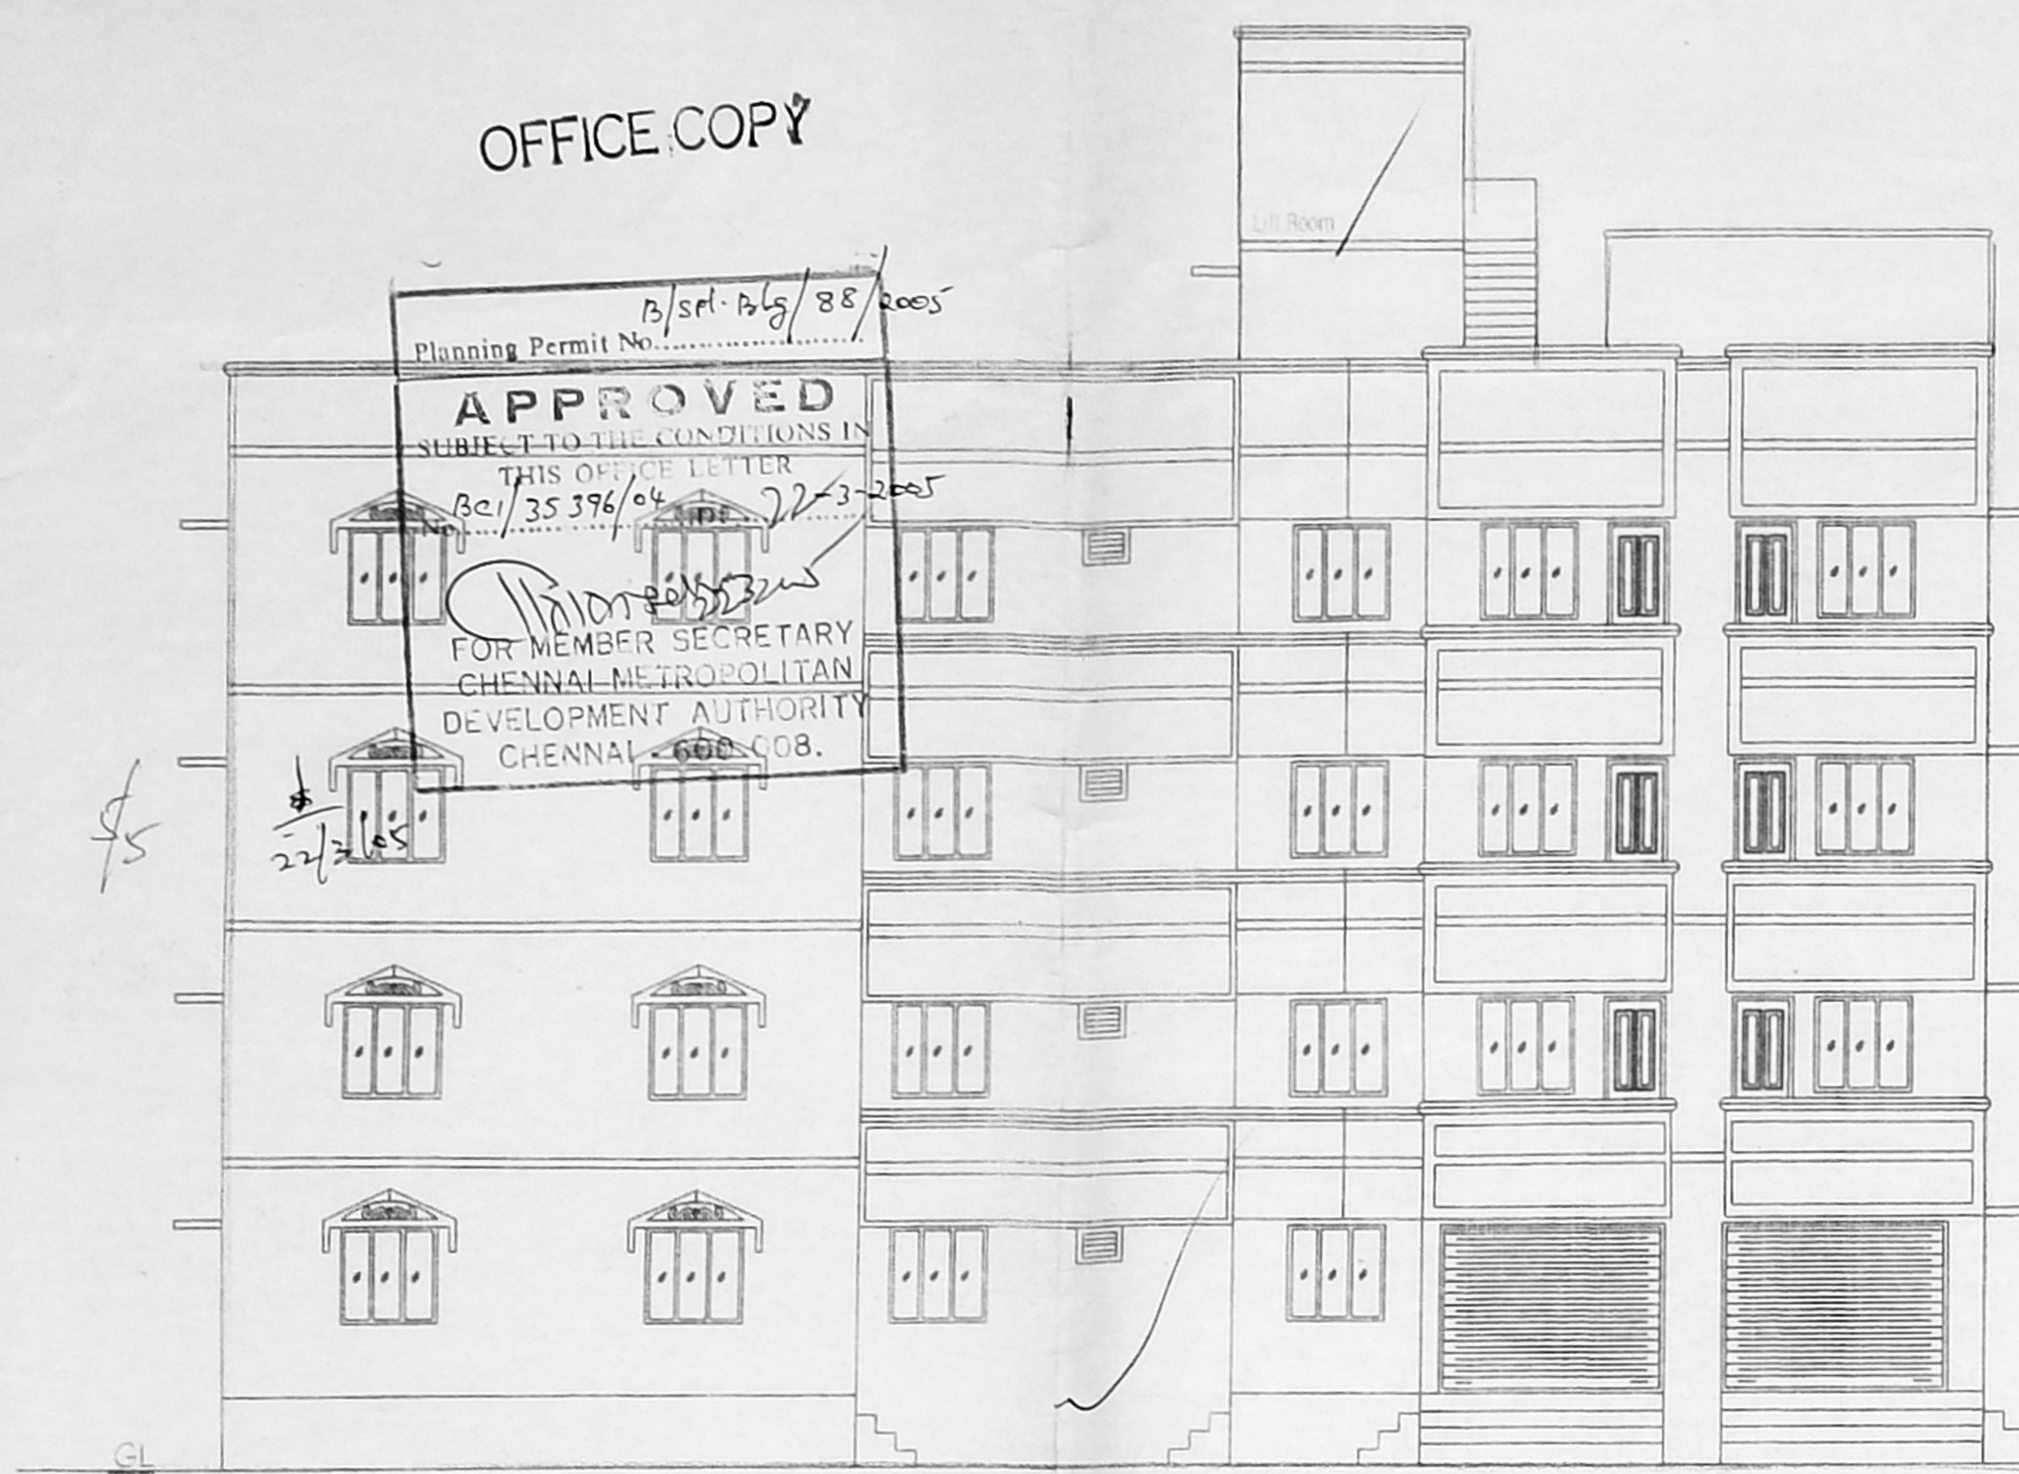 OFFICE COPY
Lift Room
B/Spl. Blg/88/2005
Planning Permit No
APPROVED
SUBJECT TO THE CONDITIONS IN
THIS OFFICE LETTER
No. BC1/35396/04 Dt 22-3-2005
FOR MEMBER SECRETARY
CHENNAI METROPOLITAN
DEVELOPMENT AUTHORITY
CHENNAI - 600 008.
22/3/05
GL